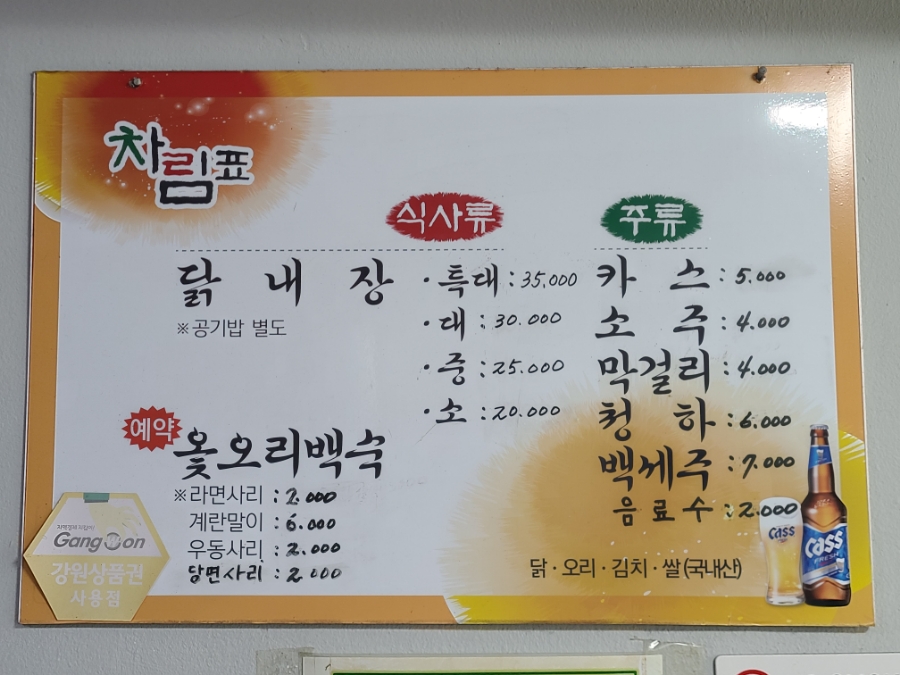 차림표
식사류
닭 내 장 · 특대 : 35,000
· 대 : 30.000
· 중 : 25.000
· 소 : 20.000
※공기밥 별도
예약
옻오리백숙
※라면사리 : 2.000
계란말이 : 6.000
우동사리 : 2.000
당면사리 : 2.000
주류
카 스 : 5.000
소 주 : 4.000
막걸리 : 4.000
청 하 : 6.000
백세주 : 7.000
음료수 : 2.000
닭 · 오리 · 김치 · 쌀(국내산)
Cass
Cass
강원상품권
사용점